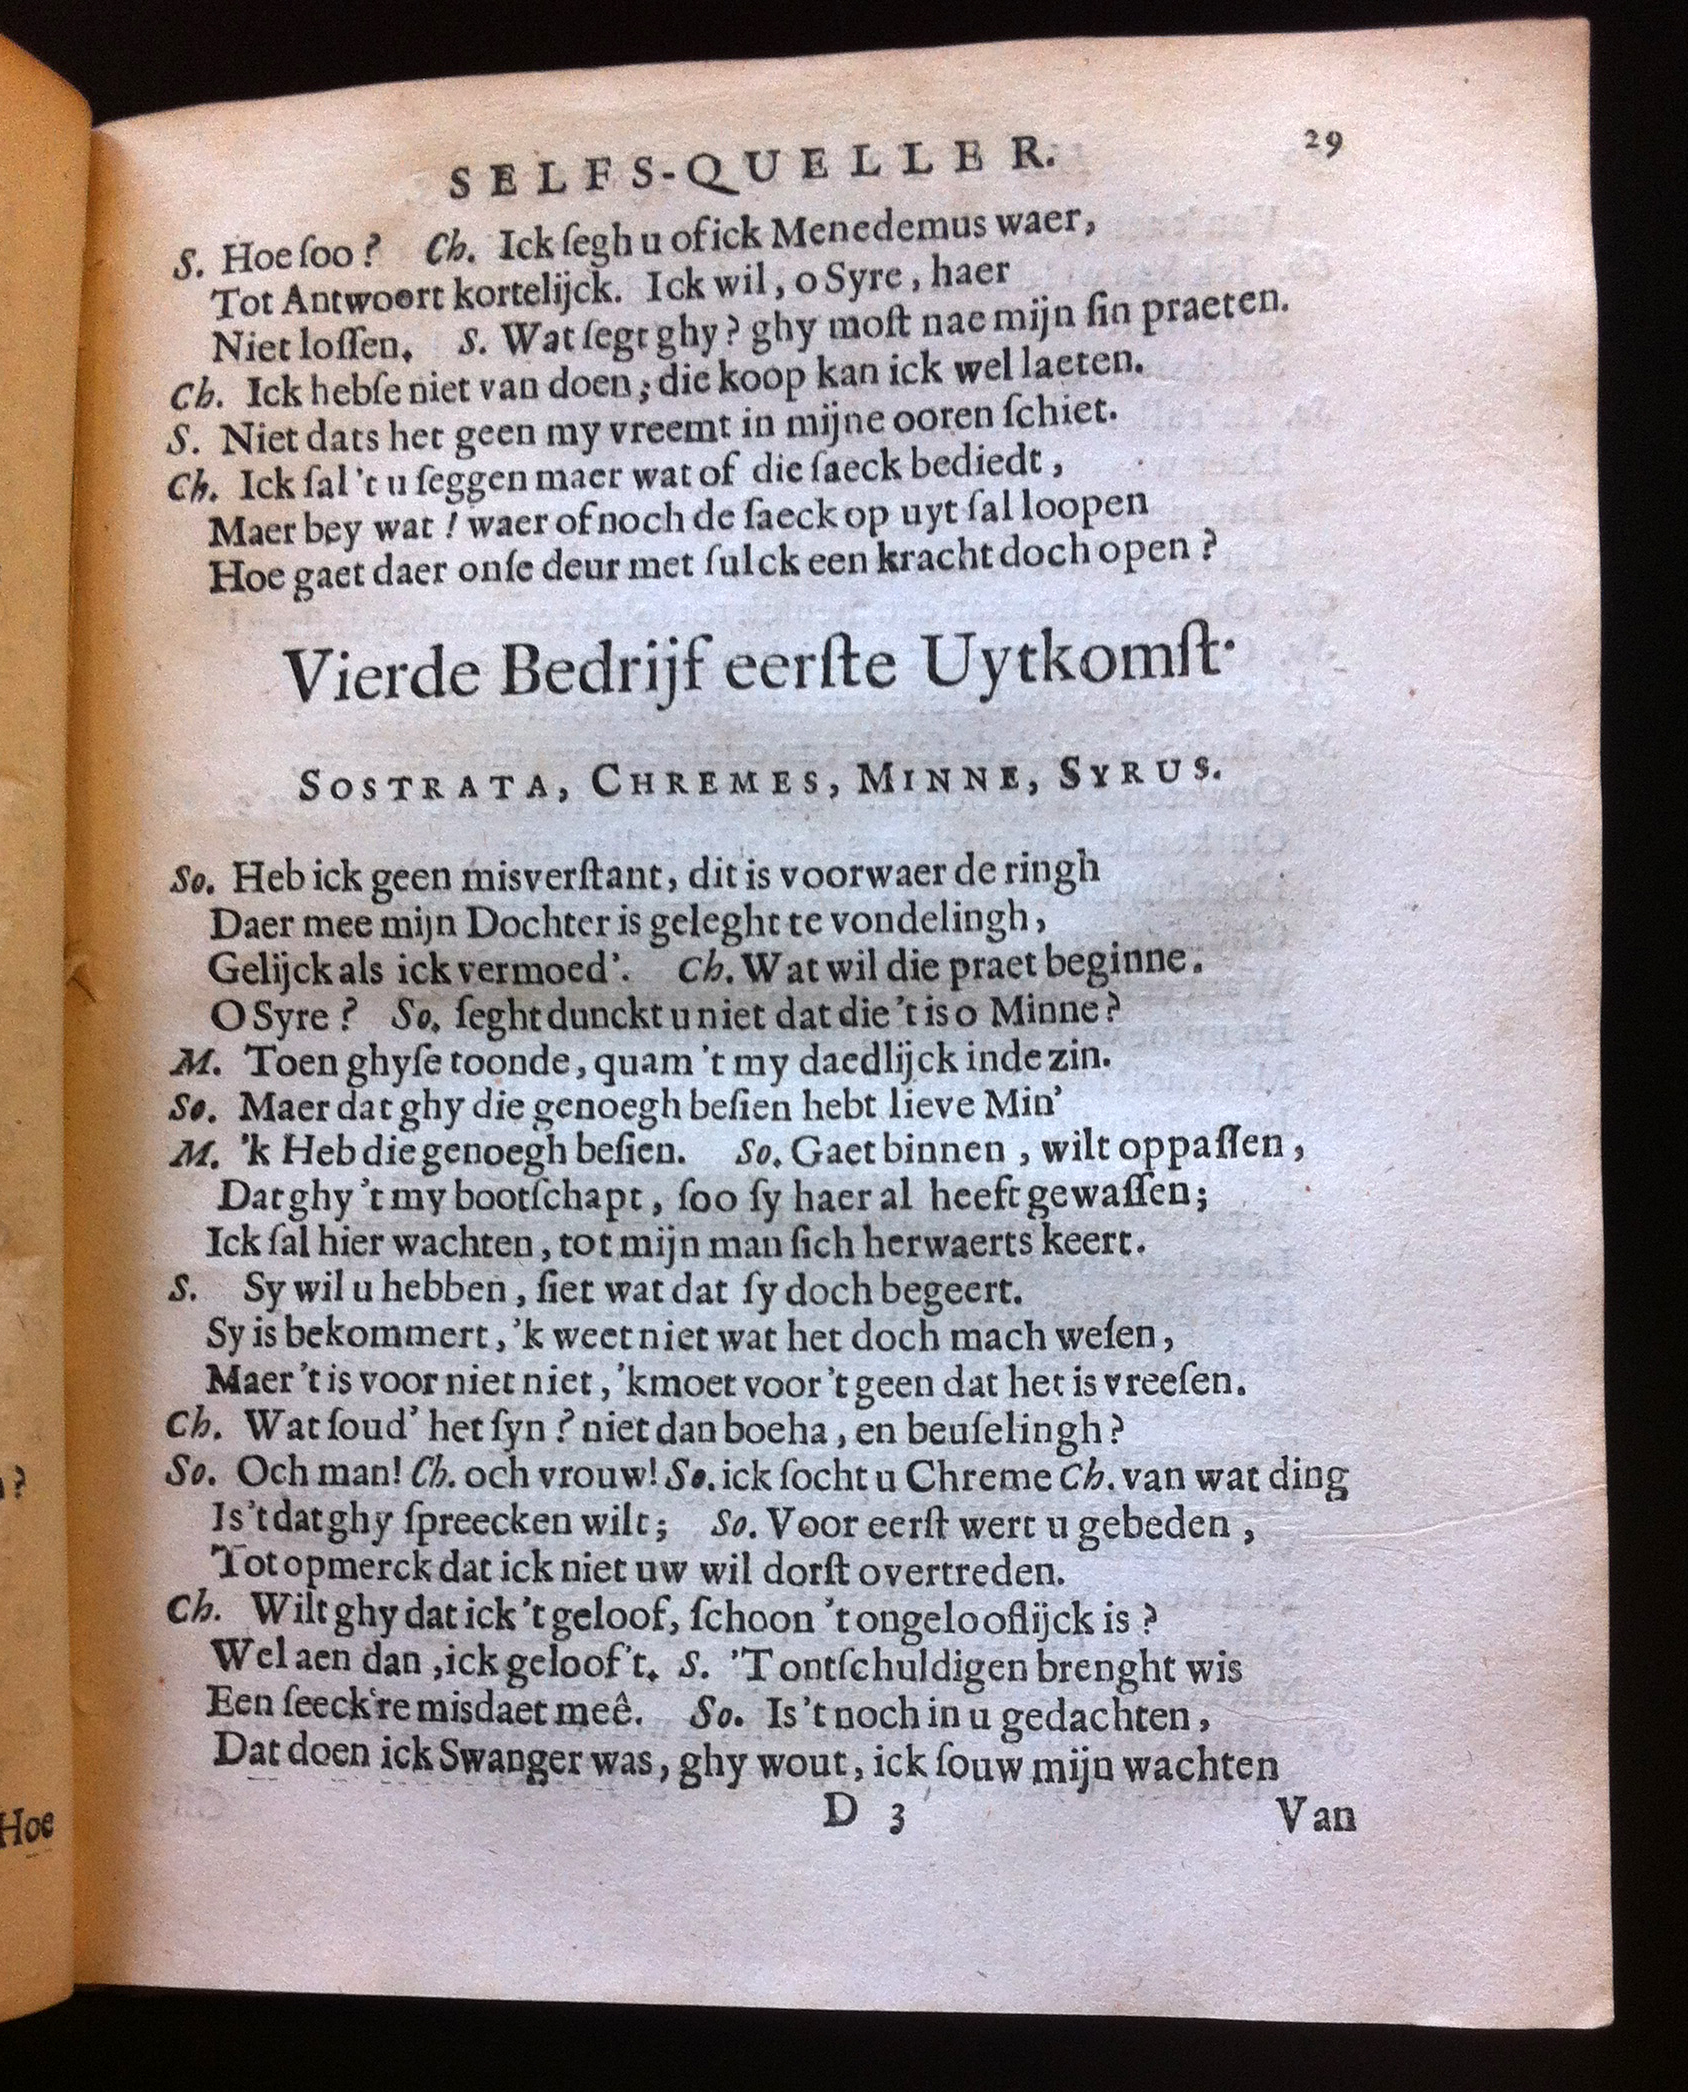 SELFS-QUELLER. 29
S. Hoe ſoo? Ch. Ick ſegh u of ick Menedemus waer,
Tot Antwoort kortelijck. Ick wil, o Syre, haer
Niet loſſen. S. Wat ſegt ghy? ghy moſt nae mijn ſin praeten.
Ch. Ick hebſe niet van doen; die koop kan ick wel laeten.
S. Niet dats het geen my vreemt in mijne ooren ſchiet.
Ch. Ick ſal 't u ſeggen maer wat of die ſaeck bediedt,
Maer bey wat! waer of noch de ſaeck op uyt ſal loopen
Hoe gaet daer onſe deur met ſulck een kracht doch open?
Vierde Bedrijf eerſte Uytkomſt.
SOSTRATA, CHREMES, MINNE, SYRUS.
So. Heb ick geen misverſtant, dit is voorwaer de ringh
Daer mee mijn Dochter is geleght te vondelingh,
Gelijck als ick vermoed'. Ch. Wat wil die praet beginne.
O Syre? So. ſeght dunckt u niet dat die 't is o Minne?
M. Toen ghyſe toonde, quam 't my daedlijck inde zin.
So. Maer dat ghy die genoegh beſien hebt lieve Min'
M. 'k Heb die genoegh beſien. So. Gaet binnen, wilt oppaſſen,
Dat ghy 't my bootſchapt, ſoo ſy haer al heeft gewaſſen;
Ick ſal hier wachten, tot mijn man ſich herwaerts keert.
S. Sy wil u hebben, ſiet wat dat ſy doch begeert.
Sy is bekommert, 'k weet niet wat het doch mach weſen,
Maer 't is voor niet niet, 'kmoet voor 't geen dat het is vreeſen.
Ch. Wat ſoud' het ſyn? niet dan boeha, en beuſelingh?
So. Och man! Ch. och vrouw! So. ick ſocht u Chreme Ch. van wat ding
Is 't dat ghy ſpreecken wilt; So. Voor eerſt wert u gebeden,
Tot opmerck dat ick niet uw wil dorſt overtreden.
Ch. Wilt ghy dat ick 't geloof, ſchoon 't ongelooflijck is?
Wel aen dan, ick geloof't. S. 'T ontſchuldigen brenght wis
Een ſeeck're misdaet meê. So. Is 't noch in u gedachten,
Dat doen ick Swanger was, ghy wout, ick ſouw mijn wachten
D 3 Van
?
Hoe